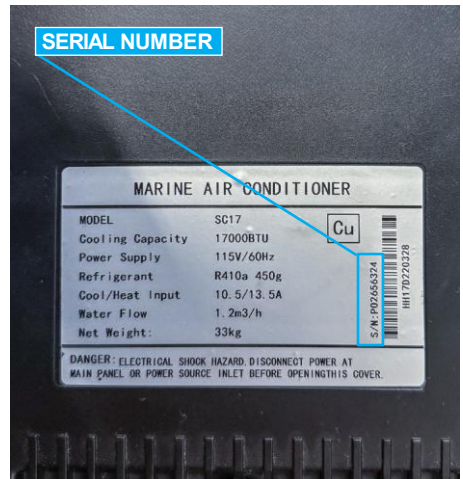 SERIAL NUMBER
MARINE AIR CONDITIONER
MODEL SC17
Cu
Cooling Capacity 17000BTU
Power Supply 115V/60Hz
Refrigerant R410a 450g
Cool/Heat Input 10.5/13.5A
Water Flow 1.2m3/h
Net Weight: 33kg
S/N:P02656324
HH17D220328
DANGER: ELECTRICAL SHOCK HAZARD. DISCONNECT POWER AT
MAIN PANEL OR POWER SOURCE INLET BEFORE OPENINGTHIS COVER.